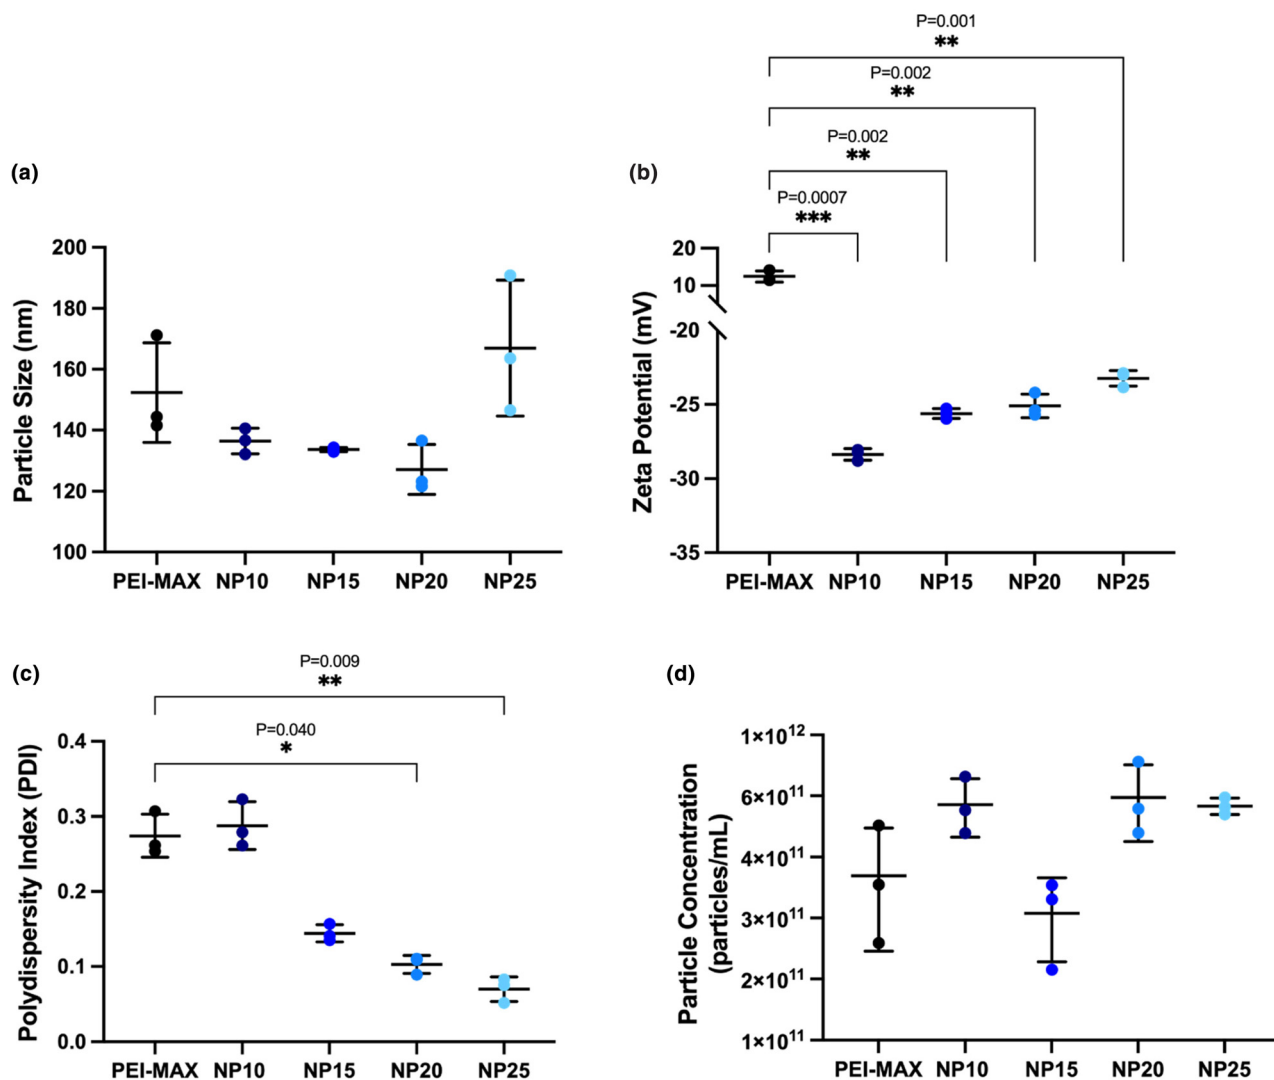 P=0.001
**
P=0.002
**
P=0.002
**
P=0.0007
***
(a)
Particle Size (nm)
200
180
160
140
120
100
PEI-MAX NP10 NP15 NP20 NP25
(b)
Zeta Potential (mV)
20
10
-20
-25
-30
-35
PEI-MAX NP10 NP15 NP20 NP25
(c)
P=0.009
**
P=0.040
*
Polydispersity Index (PDI)
0.4
0.3
0.2
0.1
0.0
PEI-MAX NP10 NP15 NP20 NP25
(d)
Particle Concentration
(particles/mL)
1×10¹²
6×10¹¹
4×10¹¹
3×10¹¹
2×10¹¹
1×10¹¹
PEI-MAX NP10 NP15 NP20 NP25